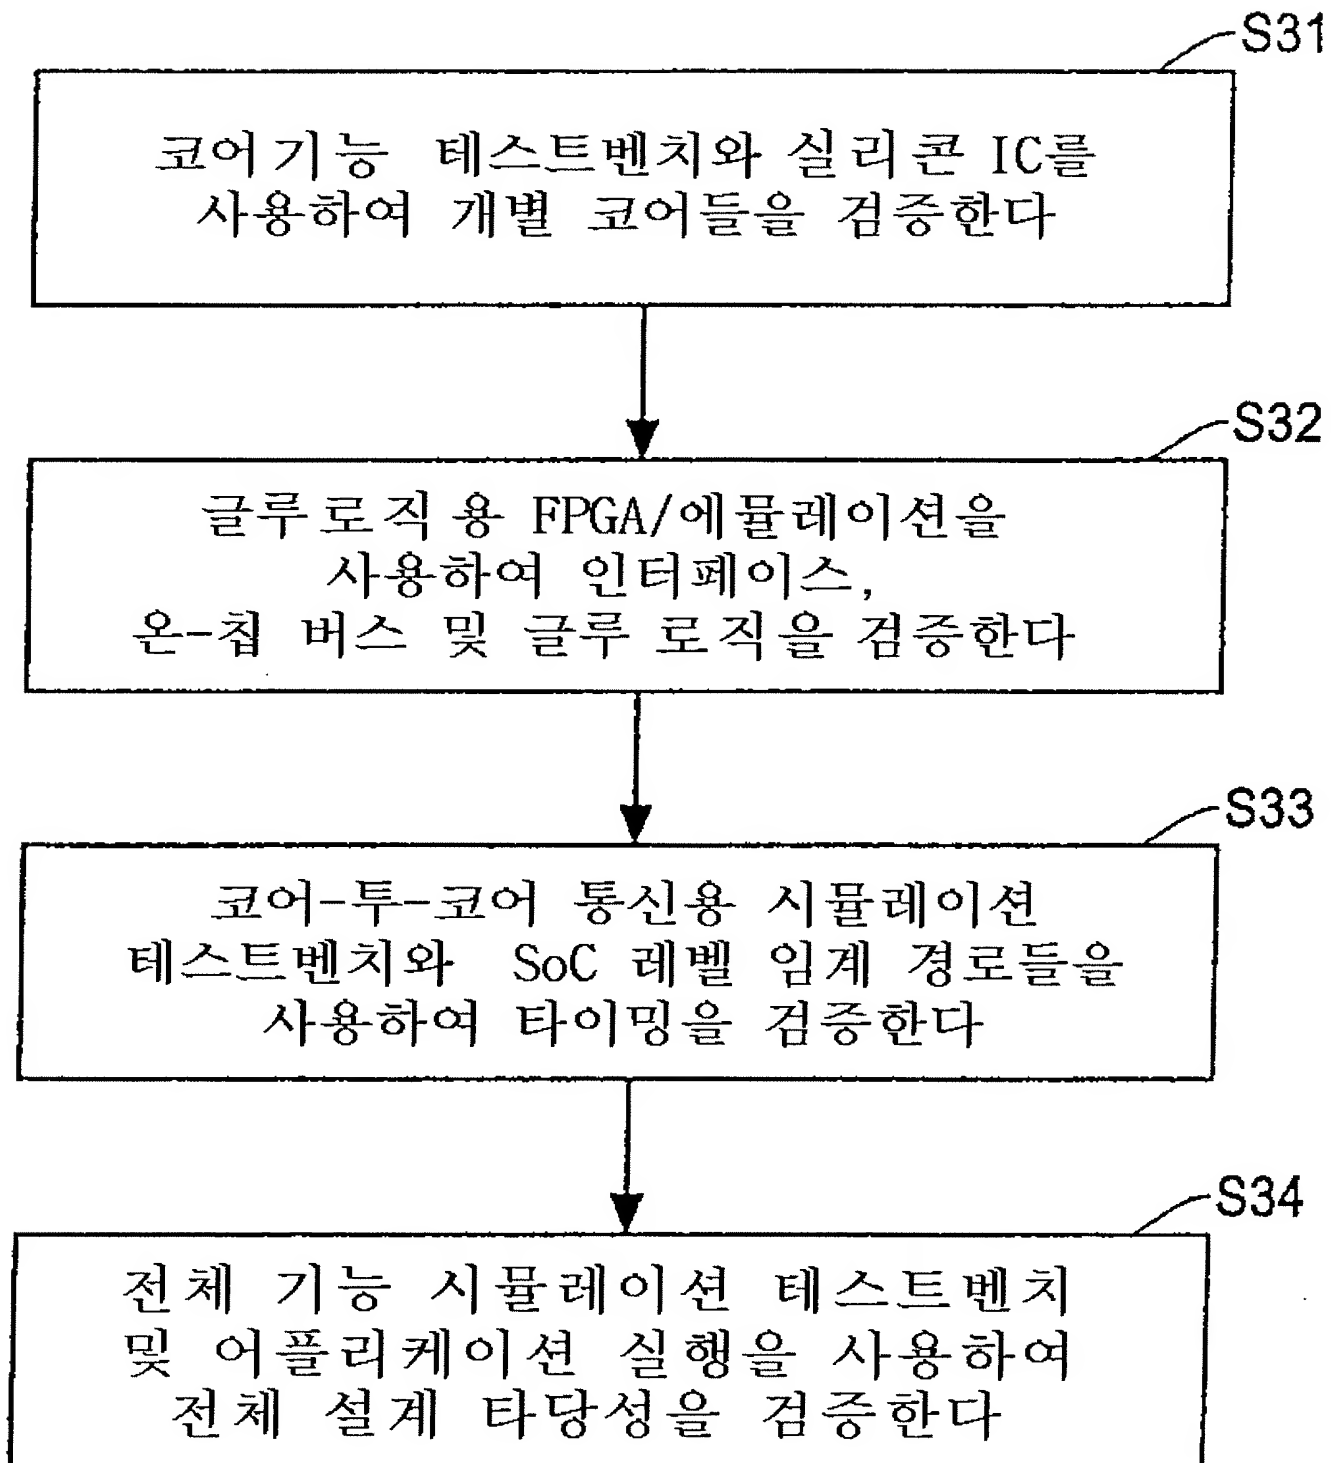 S31
코어기능 테스트벤치와 실리콘 IC를
사용하여 개별 코어들을 검증한다
S32
글루로직용 FPGA/에뮬레이션을
사용하여 인터페이스,
온-칩 버스 및 글루 로직을 검증한다
S33
코어-투-코어 통신용 시뮬레이션
테스트벤치와 SoC 레벨 임계 경로들을
사용하여 타이밍을 검증한다
S34
전체 기능 시뮬레이션 테스트벤치
및 어플리케이션 실행을 사용하여
전체 설계 타당성을 검증한다